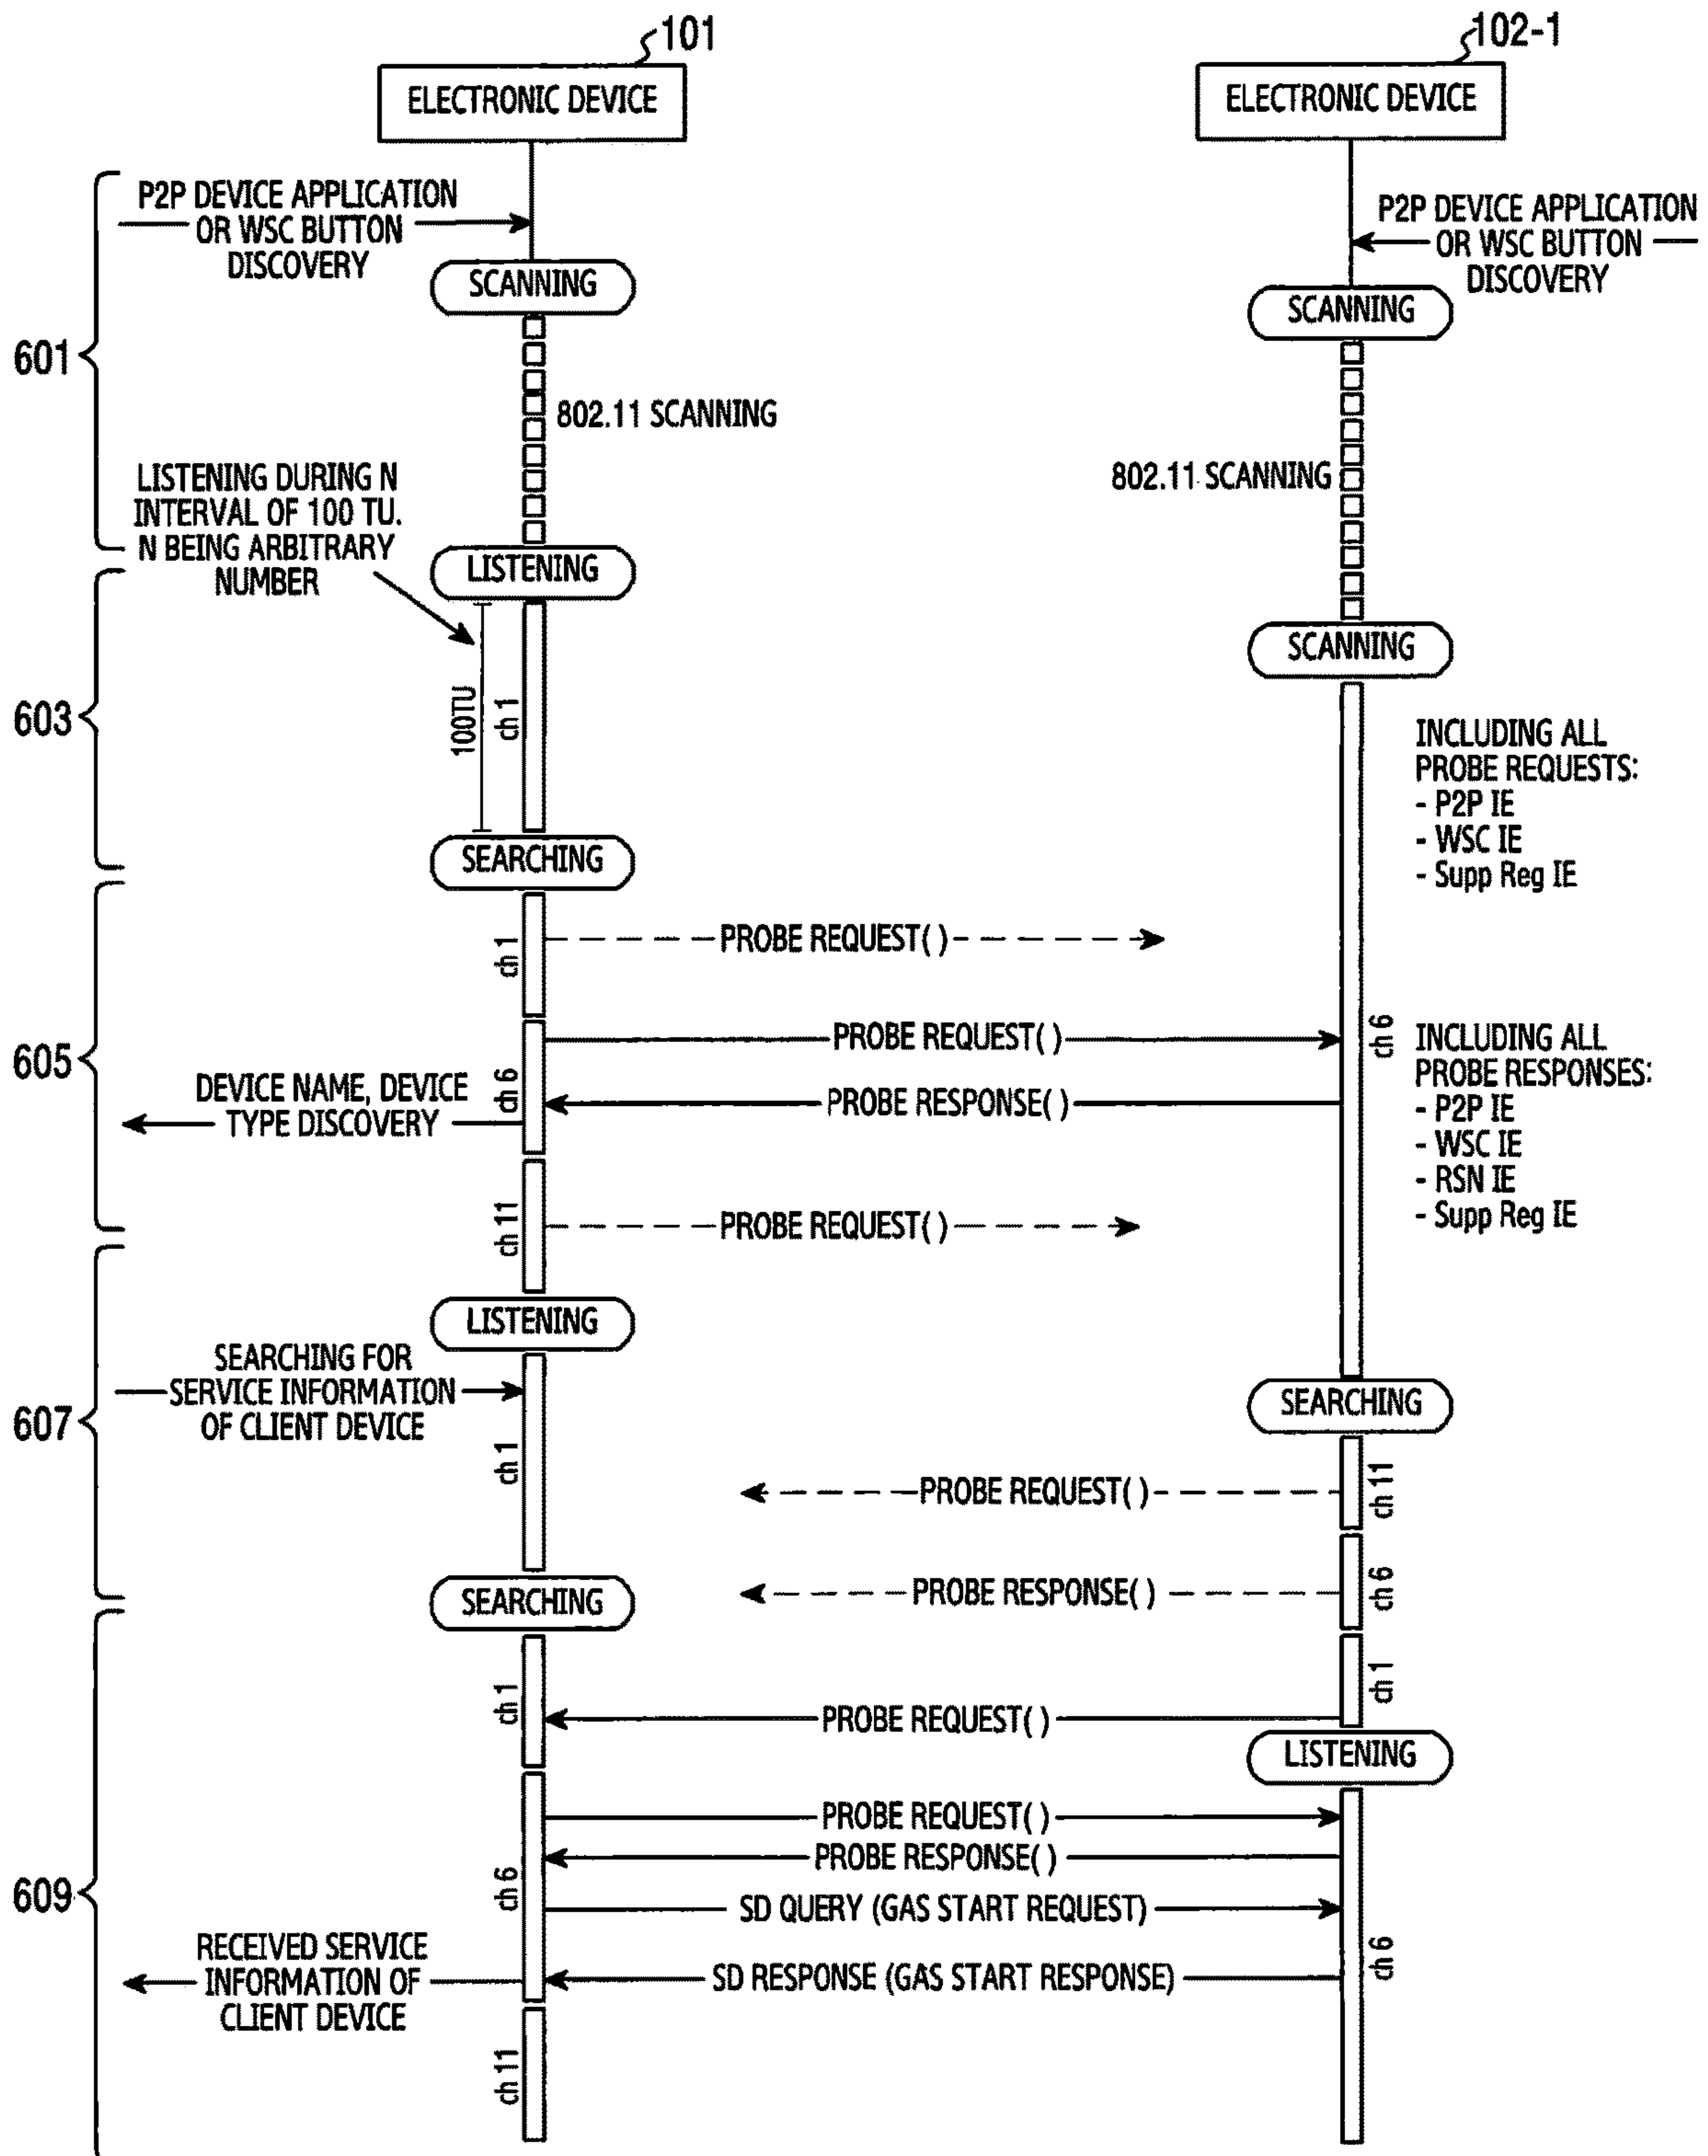 101
102-1
ELECTRONIC DEVICE
ELECTRONIC DEVICE
P2P DEVICE APPLICATION
OR WSC BUTTON
DISCOVERY
P2P DEVICE APPLICATION
OR WSC BUTTON
DISCOVERY
SCANNING
SCANNING
601
802.11 SCANNING
802.11 SCANNING
LISTENING DURING N
INTERVAL OF 100 TU.
N BEING ARBITRARY
NUMBER
LISTENING
SCANNING
603
100TU
ch 1
INCLUDING ALL
PROBE REQUESTS:
- P2P IE
- WSC IE
- Supp Reg IE
SEARCHING
ch 1
PROBE REQUEST( )
605
PROBE REQUEST( )
ch 6
ch 6
PROBE RESPONSE( )
INCLUDING ALL
PROBE RESPONSES:
- P2P IE
- WSC IE
- RSN IE
- Supp Reg IE
DEVICE NAME, DEVICE
TYPE DISCOVERY
ch 11
PROBE REQUEST( )
LISTENING
607
SEARCHING FOR
SERVICE INFORMATION
OF CLIENT DEVICE
ch 1
SEARCHING
PROBE REQUEST( )
ch 11
PROBE RESPONSE( )
ch 6
SEARCHING
ch 1
ch 1
PROBE REQUEST( )
LISTENING
609
PROBE REQUEST( )
PROBE RESPONSE( )
ch 6
SD QUERY (GAS START REQUEST)
ch 6
RECEIVED SERVICE
INFORMATION OF
CLIENT DEVICE
SD RESPONSE (GAS START RESPONSE)
ch 11